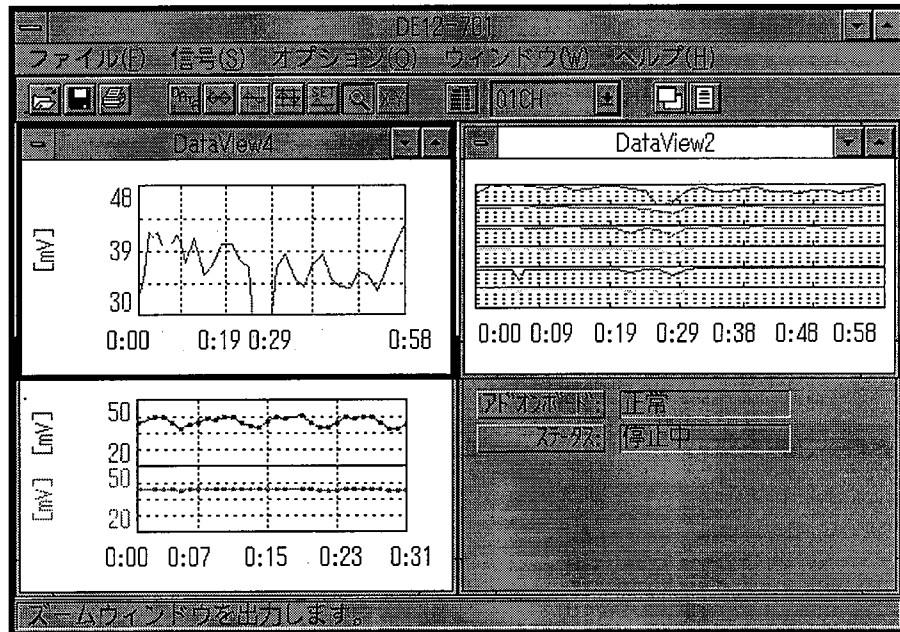 DE12-701
ファイル(F) 信号(S) オプション(O) ウィンドウ(W) ヘルプ(H)
SET XPY 01CH
DataView4
48
39
30
[mV]
0:00 0:19 0:29 0:58
DataView2
0:00 0:09 0:19 0:29 0:38 0:48 0:58
50
20
[mV]
50
20
[mV]
0:00 0:07 0:15 0:23 0:31
アドオンボード: 正常
ステータス: 停止中
ズームウィンドウを出力します。